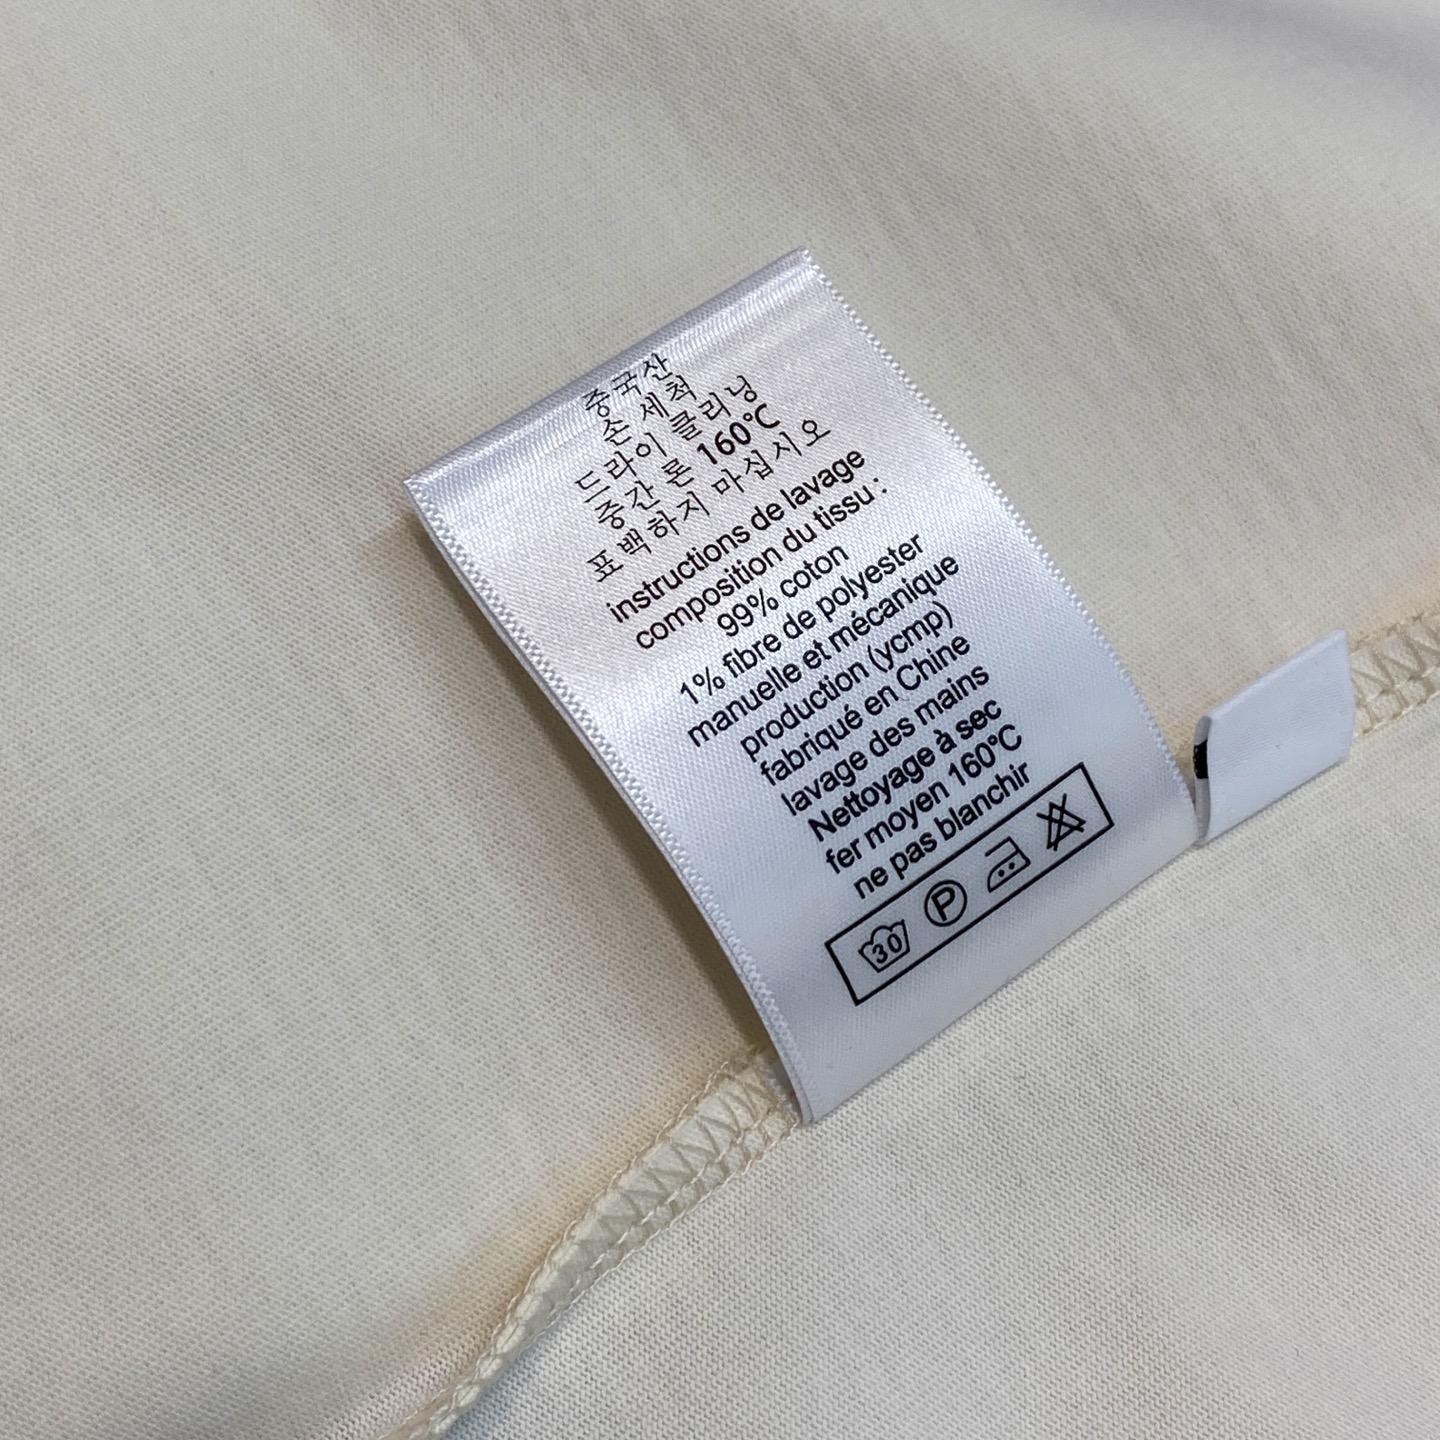 중국산
손 세척
드라이 클리닝
중간 론 160℃
표백하지 마십시오
instructions de lavage
composition du tissu :
99% coton
1% fibre de polyester
manuelle et mécanique
production (ycmp)
fabriqué en Chine
lavage des mains
Nettoyage à sec
fer moyen 160℃
ne pas blanchir
30 P